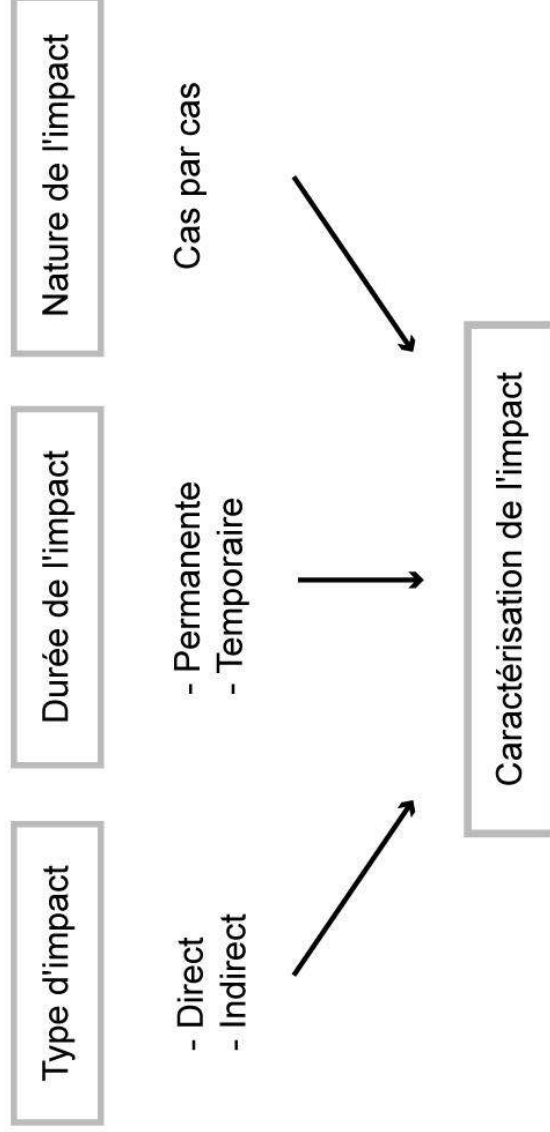 Type d'impact
- Direct
- Indirect
Durée de l'impact
- Permanente
- Temporaire
Nature de l'impact
Cas par cas
Caractérisation de l'impact